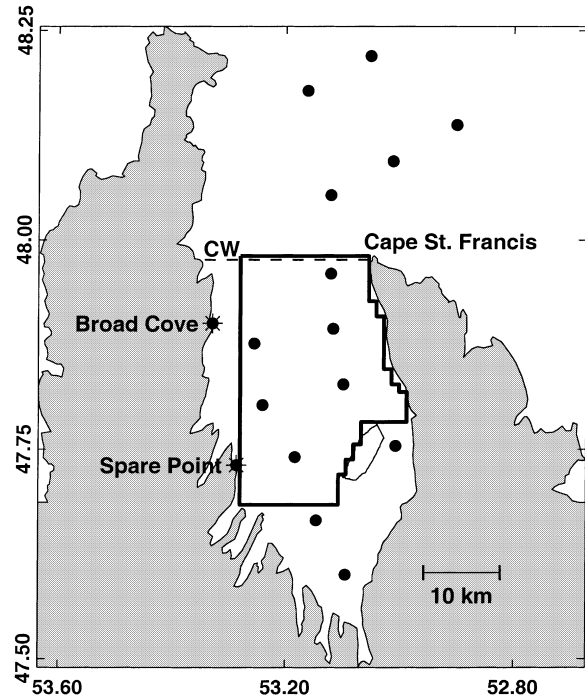 48.25
48.00
CW
Cape St. Francis
Broad Cove
47.75
Spare Point
10 km
47.50
53.60
53.20
52.80